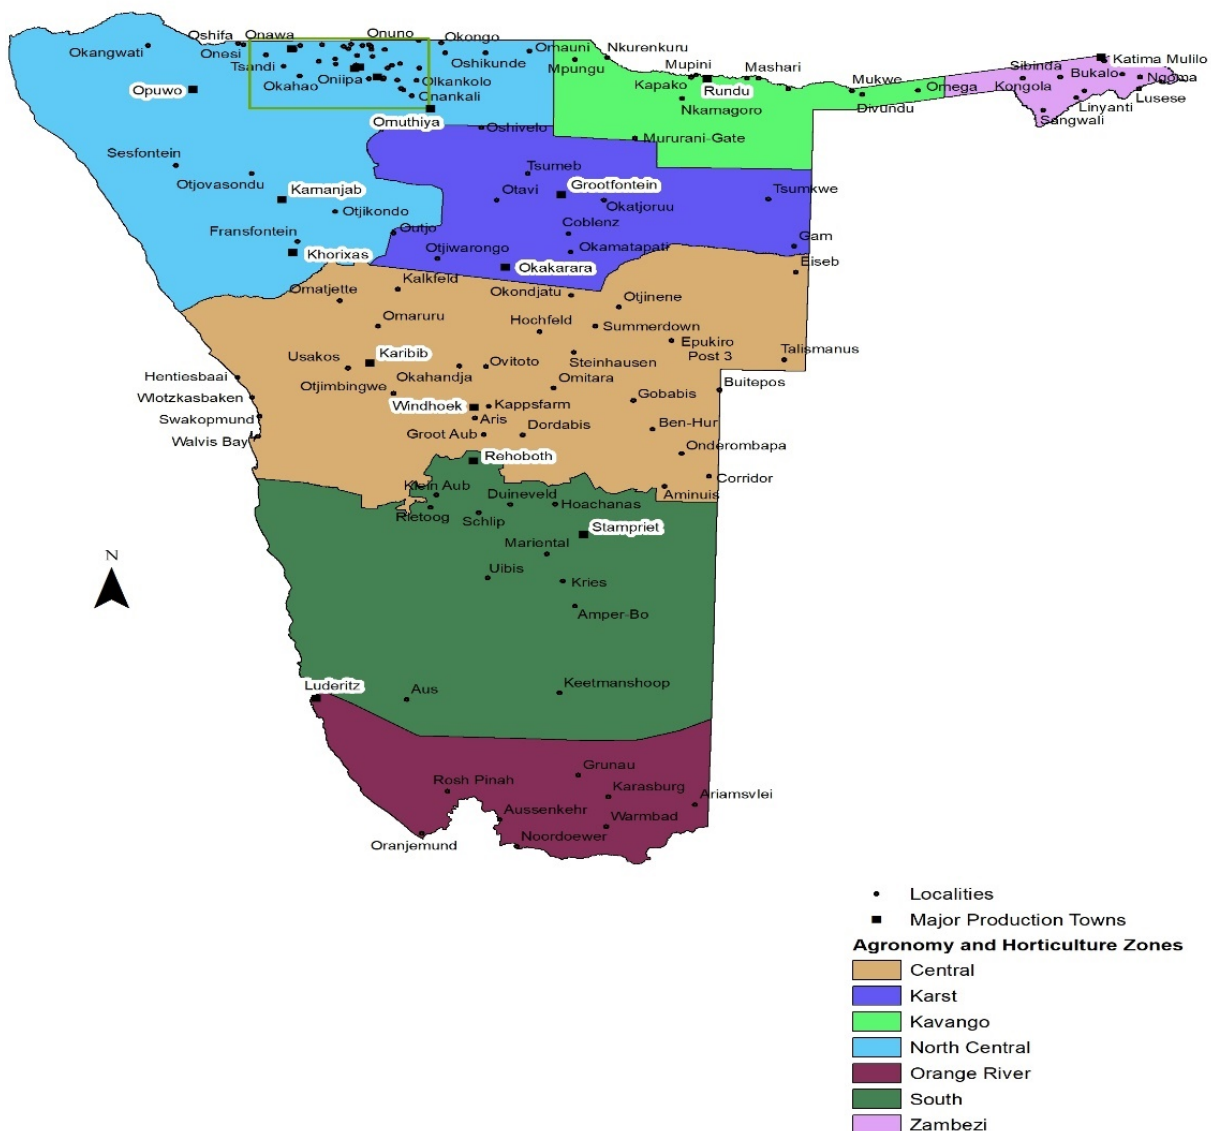 Oshifa
Onawa
Onuno
Okongo
Okangwati
Onesi
Omauni
Nkurenkuru
Tsandi
Oshikunde
Mpungu
Mupini
Mashari
Katima Mulilo
Okahao
Oniipa
Olkankolo
Kapako
Rundu
Mukwe
Omega
Sibinda
Bukalo
Ngoma
Opuwo
Onankali
Nkamagoro
Divundu
Kongola
Linyanti
Lusese
Omuthiya
Sangwali
Oshivelo
Mururani-Gate
Sesfontein
Otjovasondu
Tsumeb
Kamanjab
Otavi
Grootfontein
Tsumkwe
Otjikondo
Okatjoruu
Fransfontein
Outjo
Coblenz
Gam
Khorixas
Otjiwarongo
Okamatapati
Okakarara
Eiseb
Omatjette
Kalkfeld
Okondjatu
Otjinene
Omaruru
Hochfeld
Summerdown
Usakos
Karibib
Ovitoto
Steinhausen
Epukiro
Post 3
Talismanus
Hentiesbaai
Otjimbingwe
Okahandja
Omitara
Buitepos
Wlotzkasbaken
Windhoek
Kappsfarm
Gobabis
Swakopmund
Aris
Walvis Bay
Groot Aub
Dordabis
Ben-Hur
Rehoboth
Onderombapa
Corridor
Klein Aub
Duineveld
Hoachanas
Aminuis
Rietoog
Schlip
Stampriet
Mariental
N
Uibis
Kries
Amper-Bo
Luderitz
Aus
Keetmanshoop
Rosh Pinah
Grunau
Karasburg
Ariamsvlei
Aussenkehr
Warmbad
Oranjemund
Noordoewer
Localities
Major Production Towns
Agronomy and Horticulture Zones
Central
Karst
Kavango
North Central
Orange River
South
Zambezi